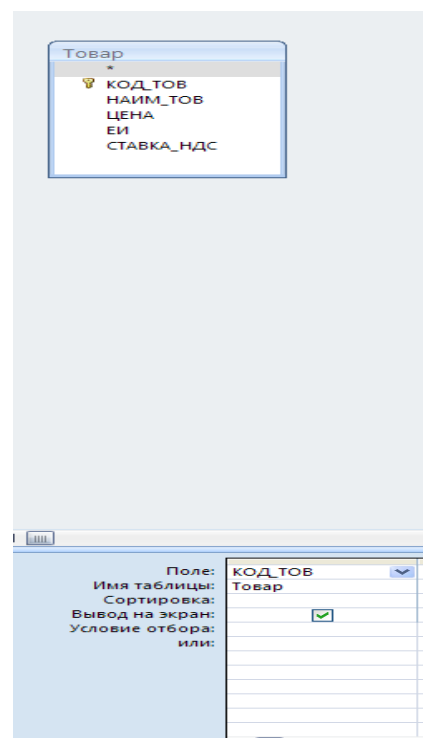 Товар
*
КОД_ТОВ
НАИМ_ТОВ
ЦЕНА
ЕИ
СТАВКА_НДС
Поле: КОД_ТОВ
Имя таблицы: Товар
Сортировка:
Вывод на экран:
Условие отбора:
или: